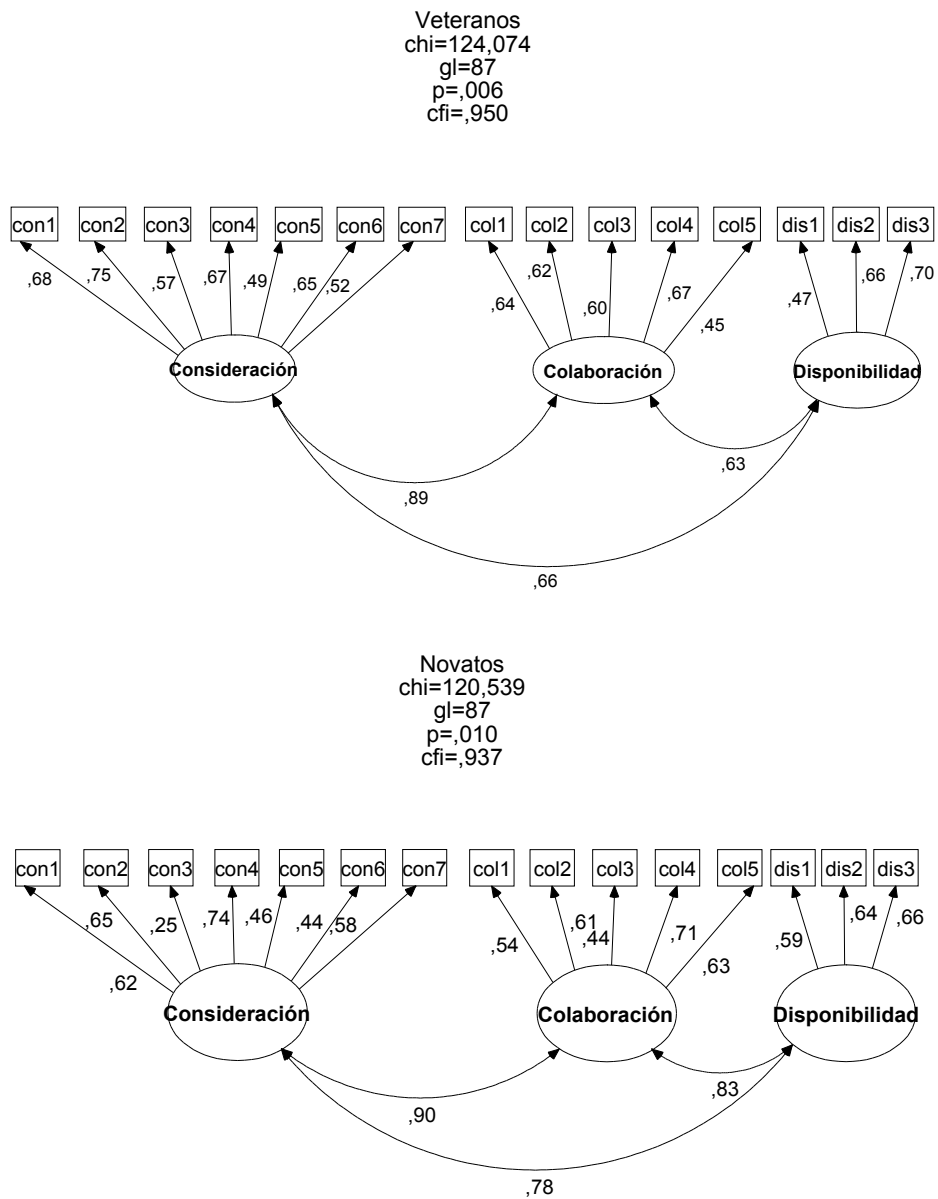 Veteranos
chi=124,074
gl=87
p=,006
cfi=,950
con1 con2 con3 con4 con5 con6 con7 col1 col2 col3 col4 col5 dis1 dis2 dis3
,68 ,75 ,57 ,67 ,49 ,65 ,52 ,64 ,62 ,60 ,67 ,45 ,47 ,66 ,70
Consideración Colaboración Disponibilidad
,63
,89
,66
Novatos
chi=120,539
gl=87
p=,010
cfi=,937
con1 con2 con3 con4 con5 con6 con7 col1 col2 col3 col4 col5 dis1 dis2 dis3
,62 ,65 ,25 ,74 ,46 ,44 ,58 ,54 ,61 ,44 ,71 ,63 ,59 ,64 ,66
Consideración Colaboración Disponibilidad
,83
,90
,78